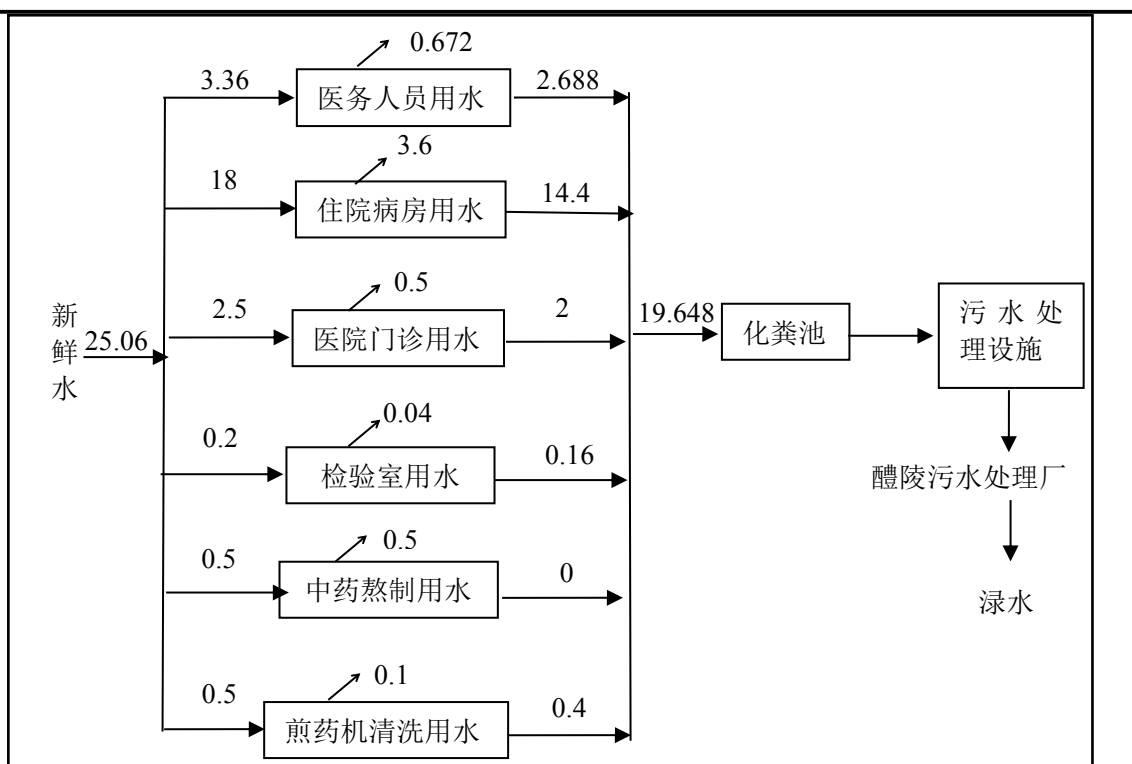 0.672
3.36
医务人员用水
2.688
3.6
18
住院病房用水
14.4
0.5
2.5
医院门诊用水
2
新鲜水
25.06
19.648
化粪池
污水处
理设施
0.04
0.2
检验室用水
0.16
醴陵污水处理厂
0.5
0.5
中药熬制用水
0
渌水
0.1
0.5
煎药机清洗用水
0.4